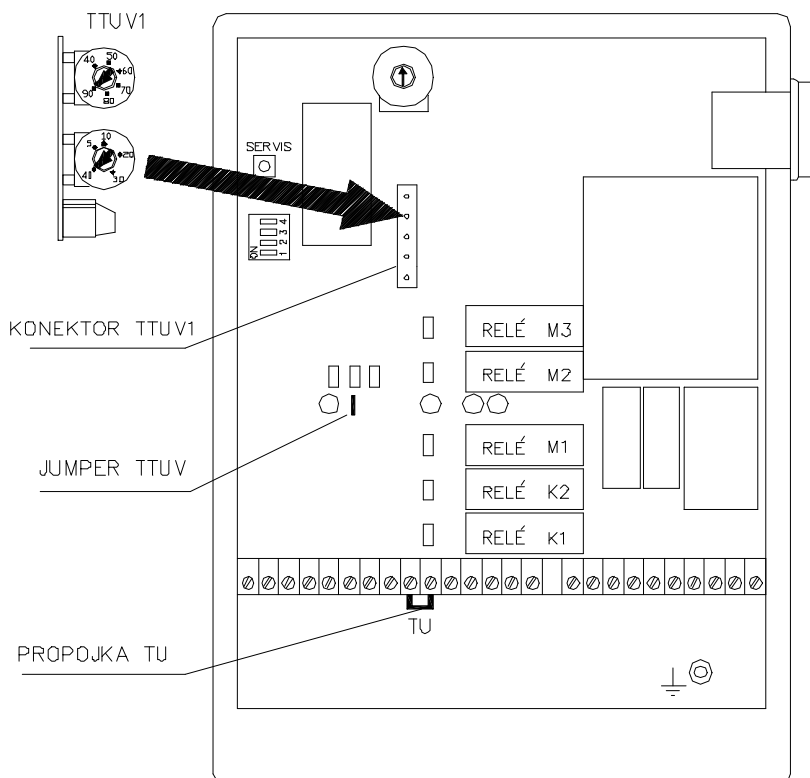 TTUV1
50
40
60
70
80
90
10
5
20
30
40
SERVIS
ON
1 2 3 4
KONEKTOR TTUV1
RELÉ M3
RELÉ M2
JUMPER TTUV
RELÉ M1
RELÉ K2
RELÉ K1
TU
PROPOJKA TU